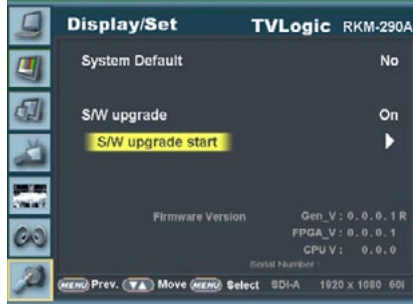 Display/Set TVLogic RKM-290A
System Default No
S/W upgrade On
S/W upgrade start
Firmware Version Gen_V : 0.0.0.1 R
FPGA_V : 0.0.0.1
CPU V : 0.0.0
Serial Number :
MENU Prev. (▼▲) Move MENU Select SDI-A 1920 x 1080 60i